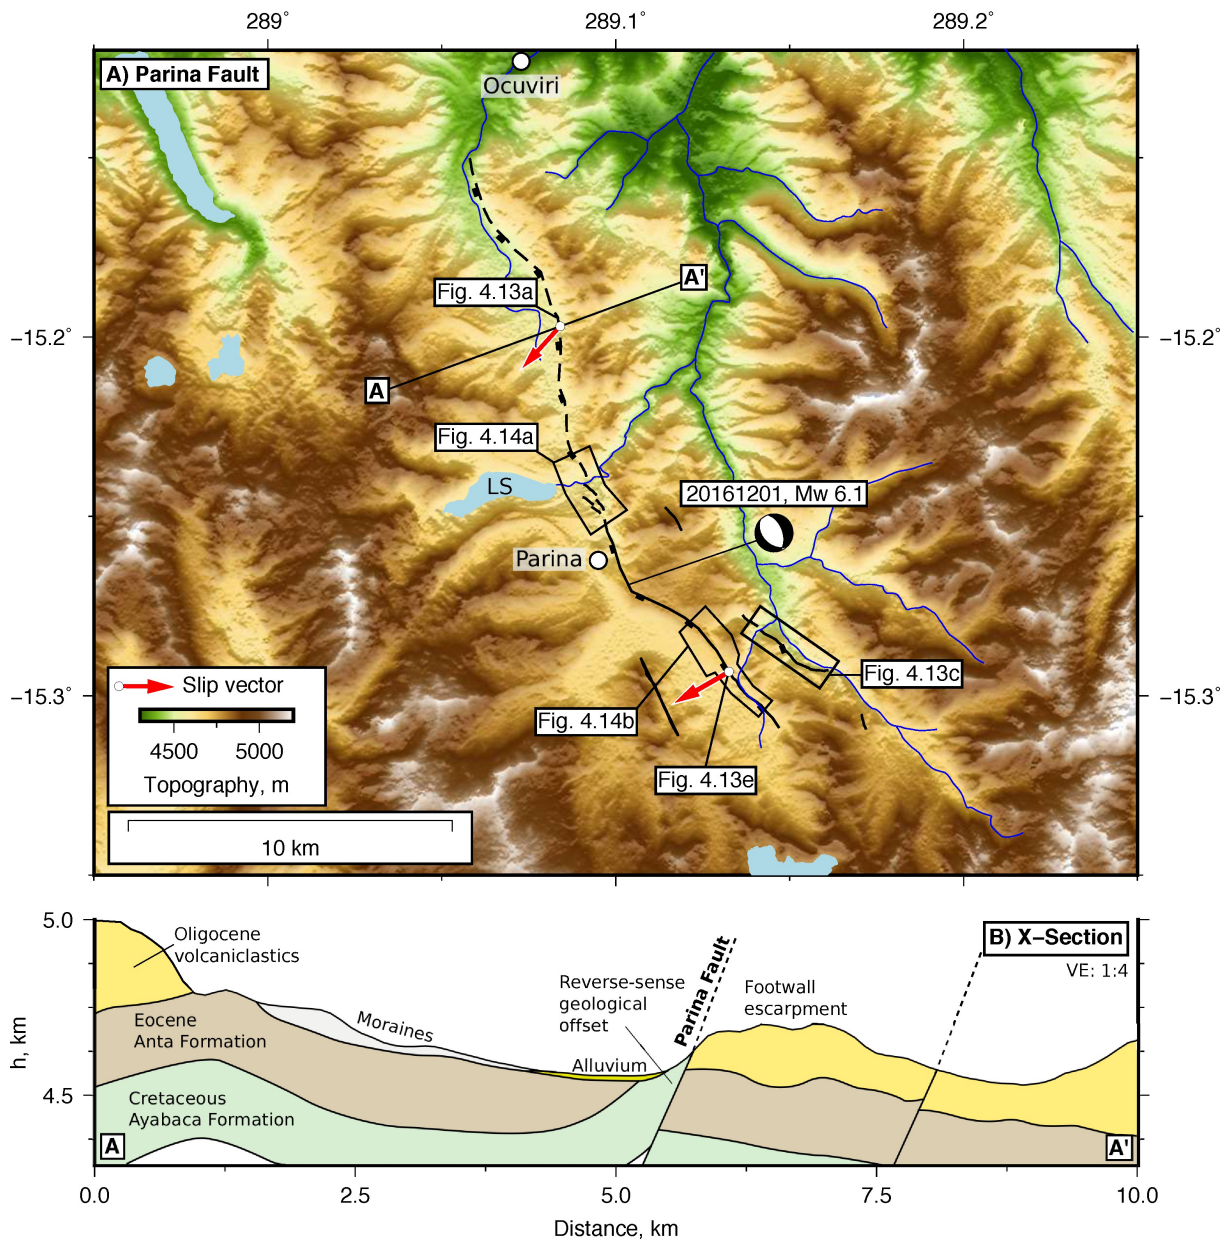 289° 289.1° 289.2°
A) Parina Fault
Ocuviri
A'
Fig. 4.13a
−15.2° −15.2°
A
Fig. 4.14a
LS
20161201, Mw 6.1
Parina
Fig. 4.13c
Slip vector
−15.3° −15.3°
Fig. 4.14b
4500 5000
Topography, m
Fig. 4.13e
10 km
5.0
Oligocene
volcaniclastics
B) X−Section
VE: 1:4
Parina Fault
Reverse-sense
geological
offset
Footwall
escarpment
Moraines
Eocene
Anta Formation
h, km
Alluvium
4.5
Cretaceous
Ayabaca Formation
A A'
0.0 2.5 5.0 7.5 10.0
Distance, km